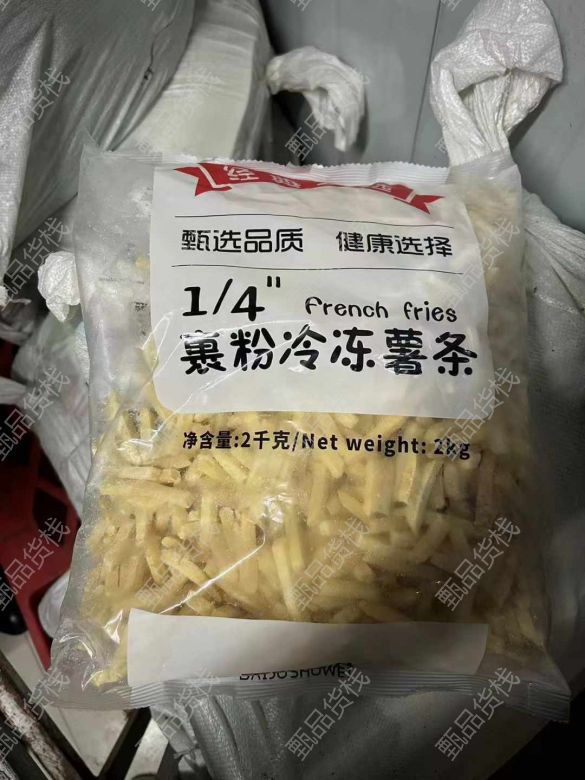 甄选品质 健康选择
1/4" French fries
裹粉冷冻薯条
净含量:2千克/Net weight: 2kg
甄品货栈